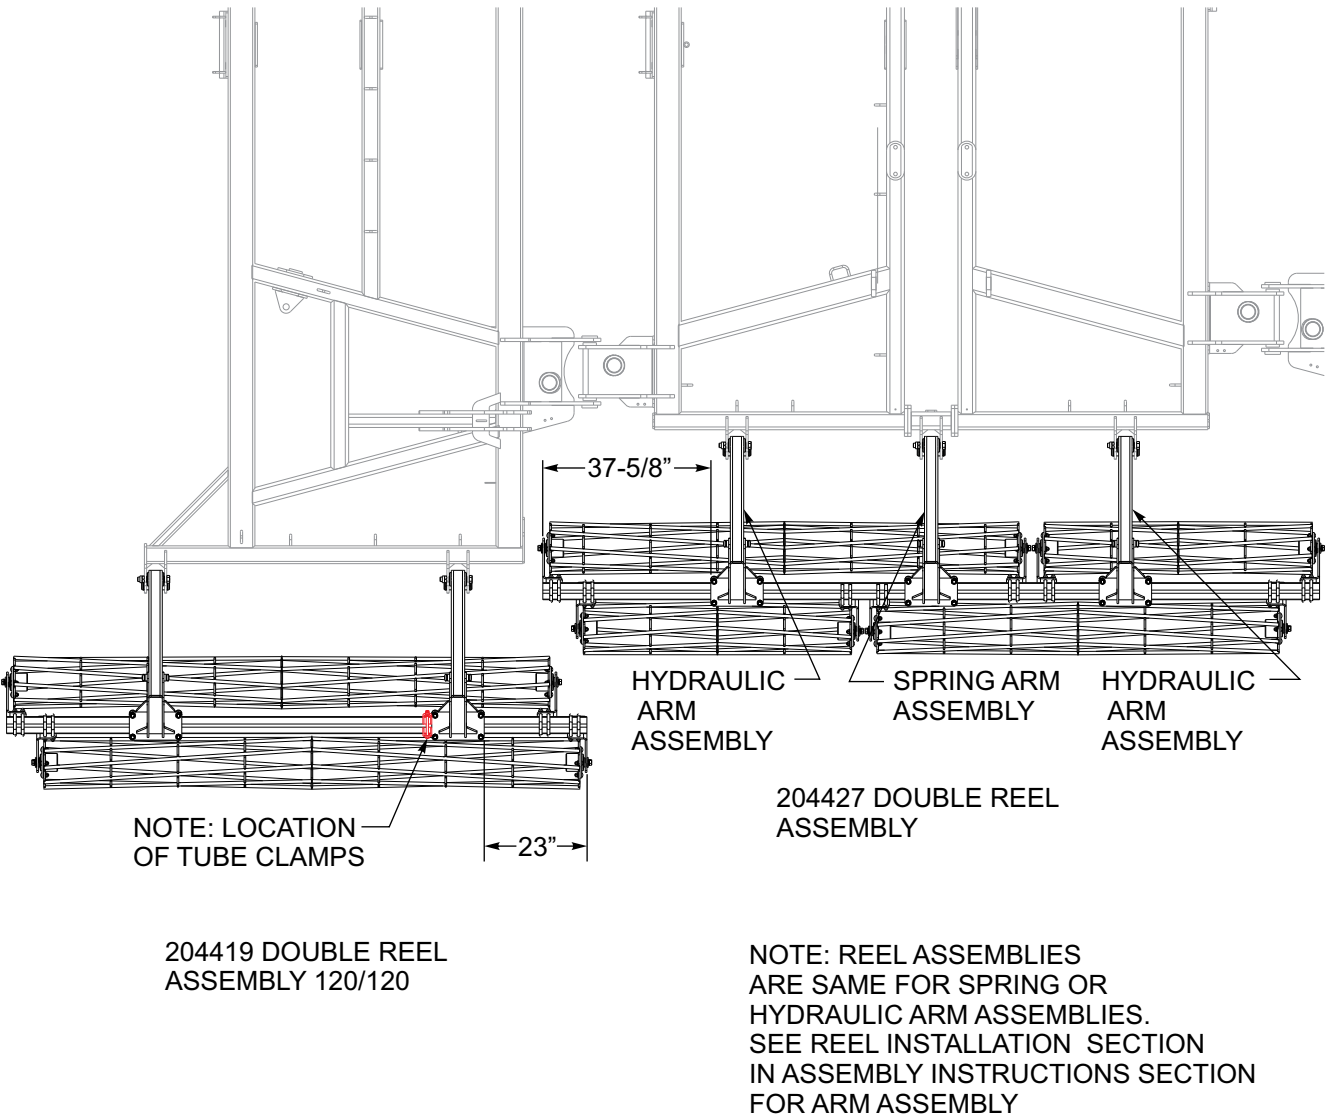 37-5/8”
HYDRAULIC
ARM
ASSEMBLY
SPRING ARM
ASSEMBLY
HYDRAULIC
ARM
ASSEMBLY
204427 DOUBLE REEL
ASSEMBLY
NOTE: LOCATION
OF TUBE CLAMPS
23”
204419 DOUBLE REEL
ASSEMBLY 120/120
NOTE: REEL ASSEMBLIES
ARE SAME FOR SPRING OR
HYDRAULIC ARM ASSEMBLIES.
SEE REEL INSTALLATION SECTION
IN ASSEMBLY INSTRUCTIONS SECTION
FOR ARM ASSEMBLY